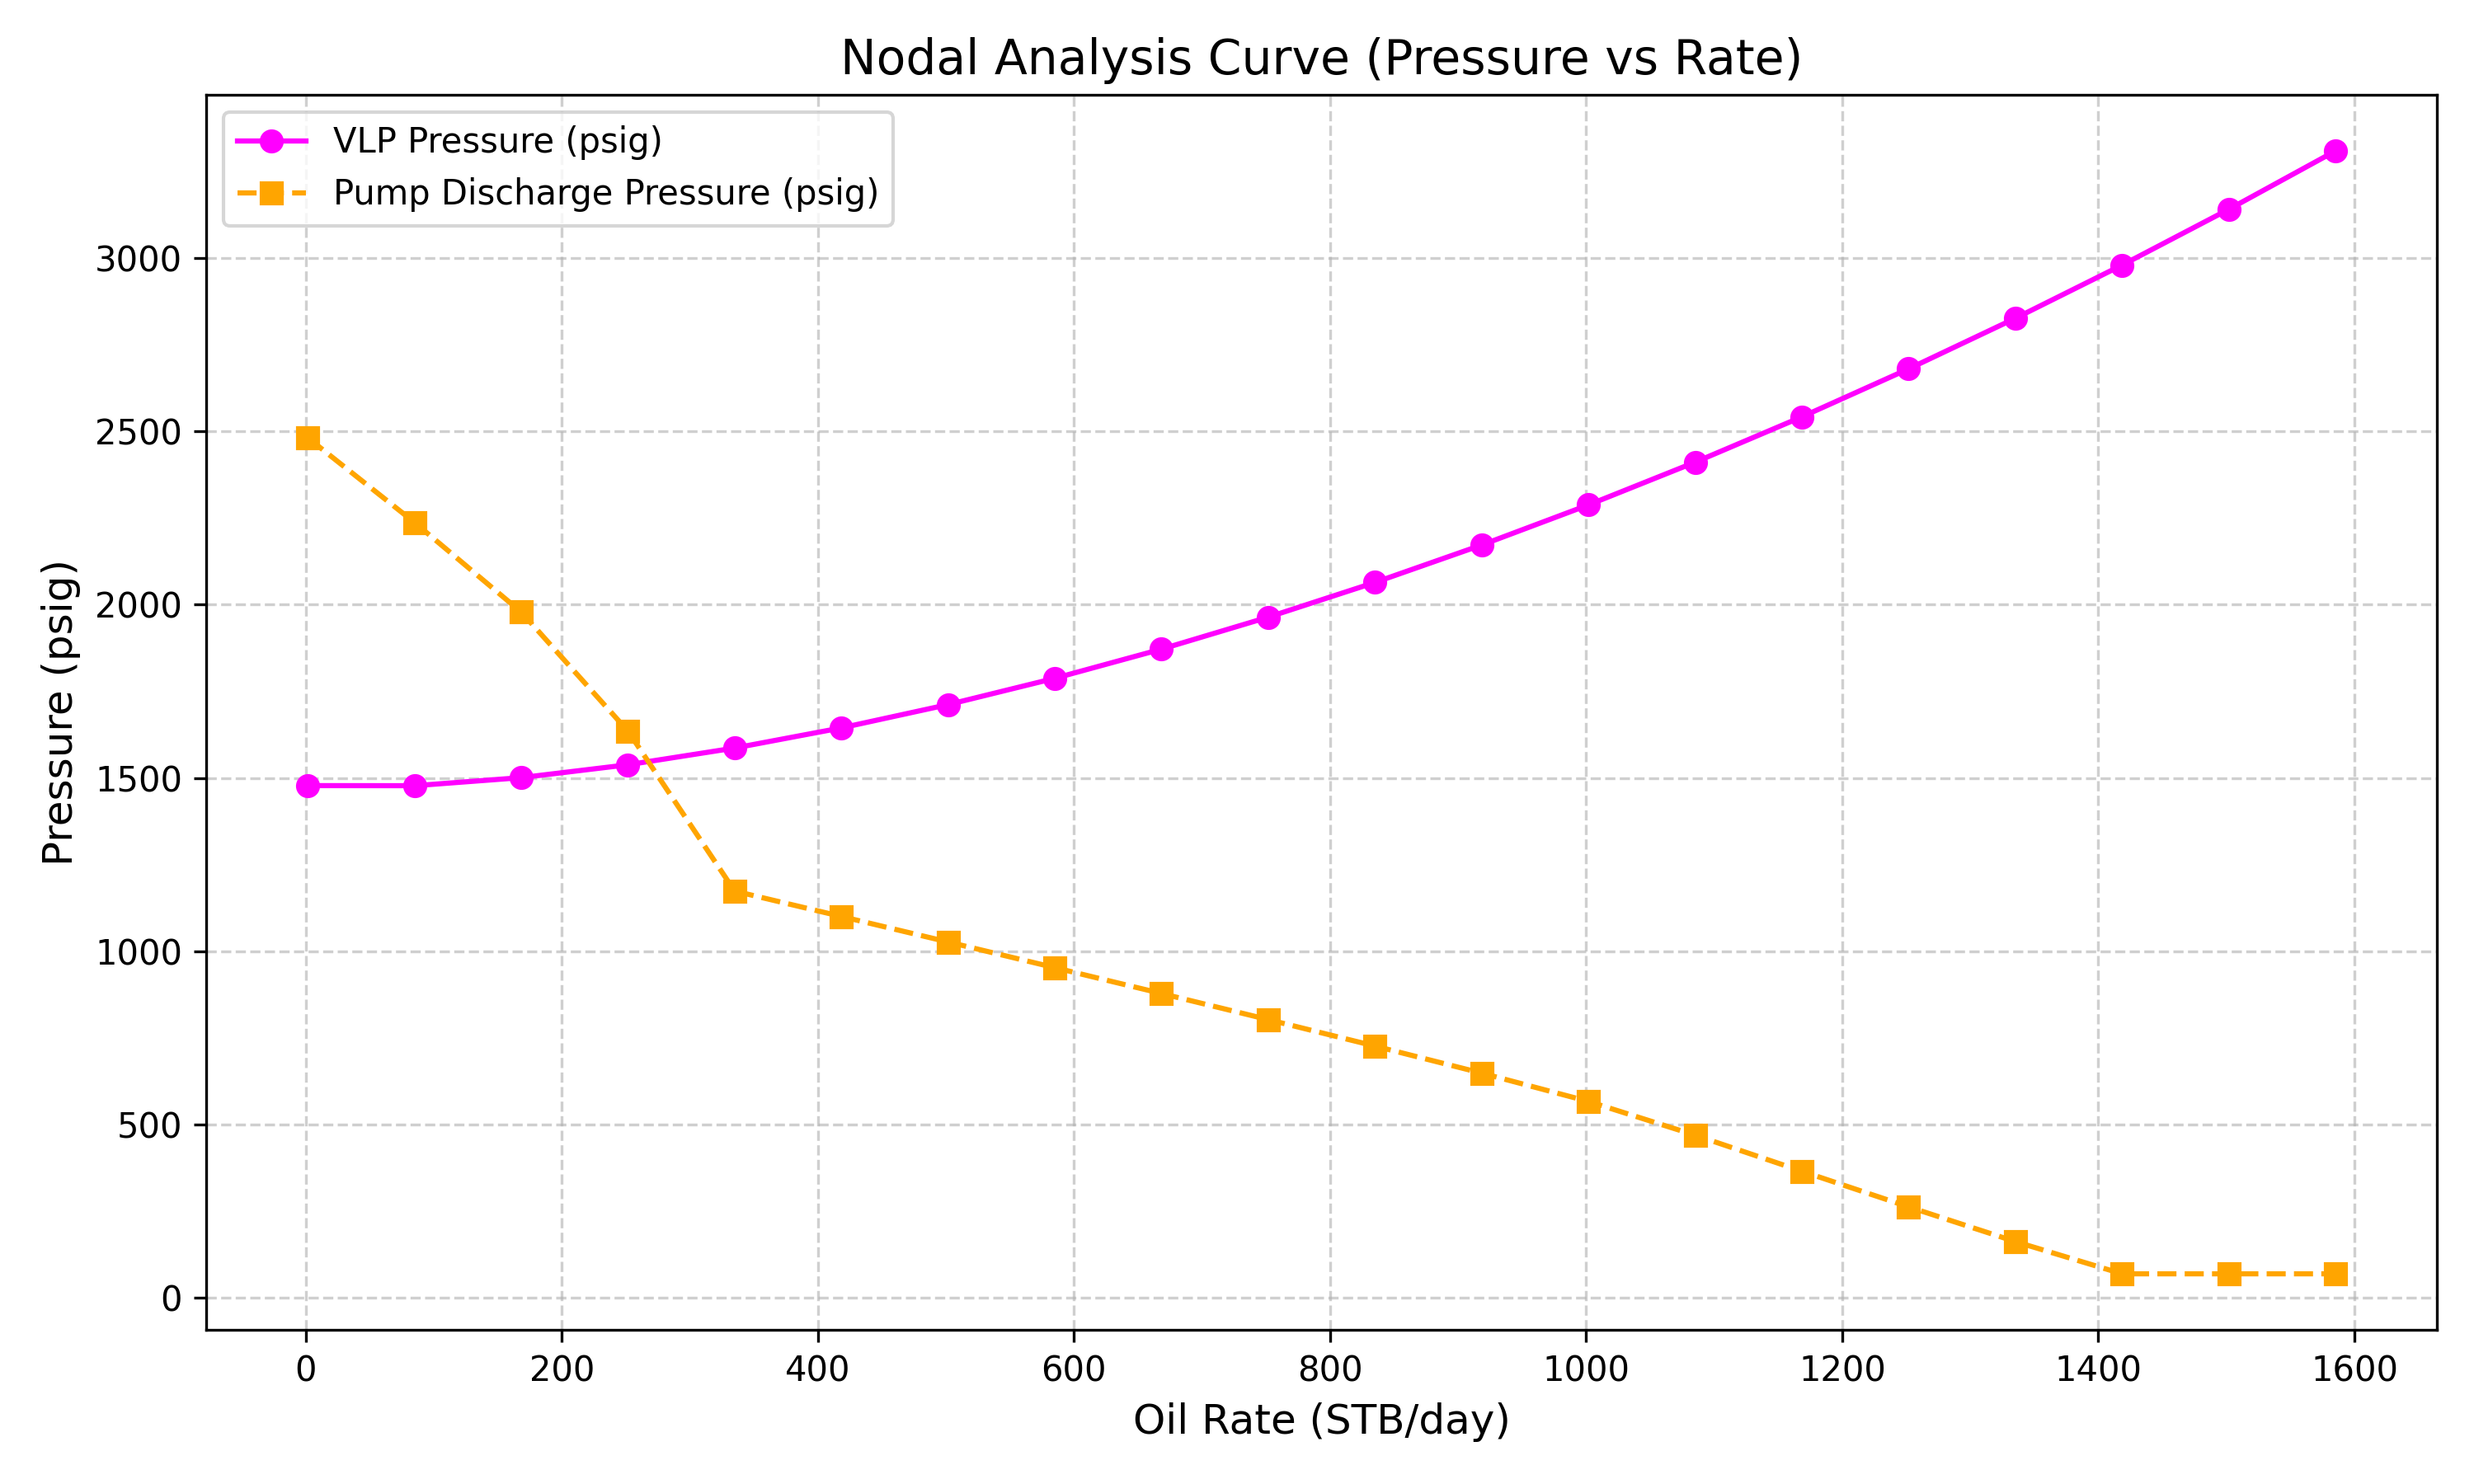 Nodal Analysis Curve (Pressure vs Rate)
VLP Pressure (psig)
Pump Discharge Pressure (psig)
Pressure (psig)
3000
2500
2000
1500
1000
500
0
0 200 400 600 800 1000 1200 1400 1600
Oil Rate (STB/day)